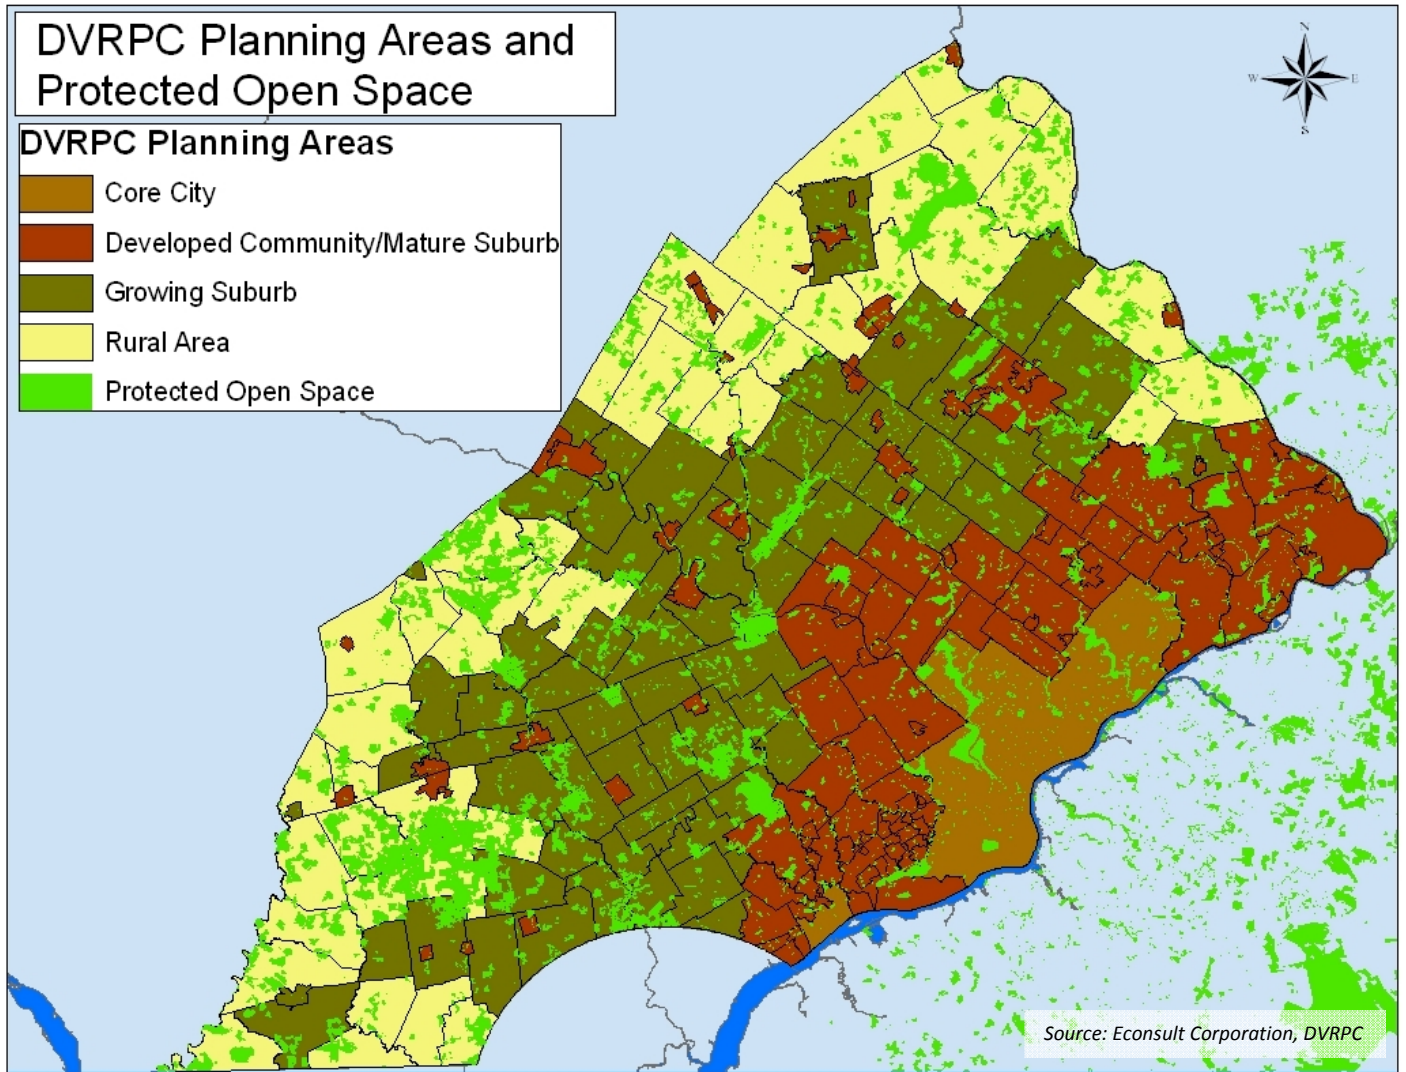 DVRPC Planning Areas and
Protected Open Space
DVRPC Planning Areas
Core City
Developed Community/Mature Suburb
Growing Suburb
Rural Area
Protected Open Space
N
W E
S
Source: Econsult Corporation, DVRPC